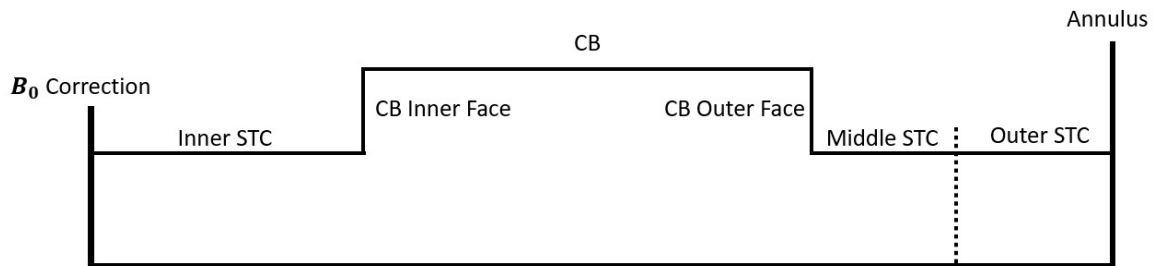 Annulus
CB
B₀ Correction
CB Inner Face
CB Outer Face
Inner STC
Middle STC
Outer STC